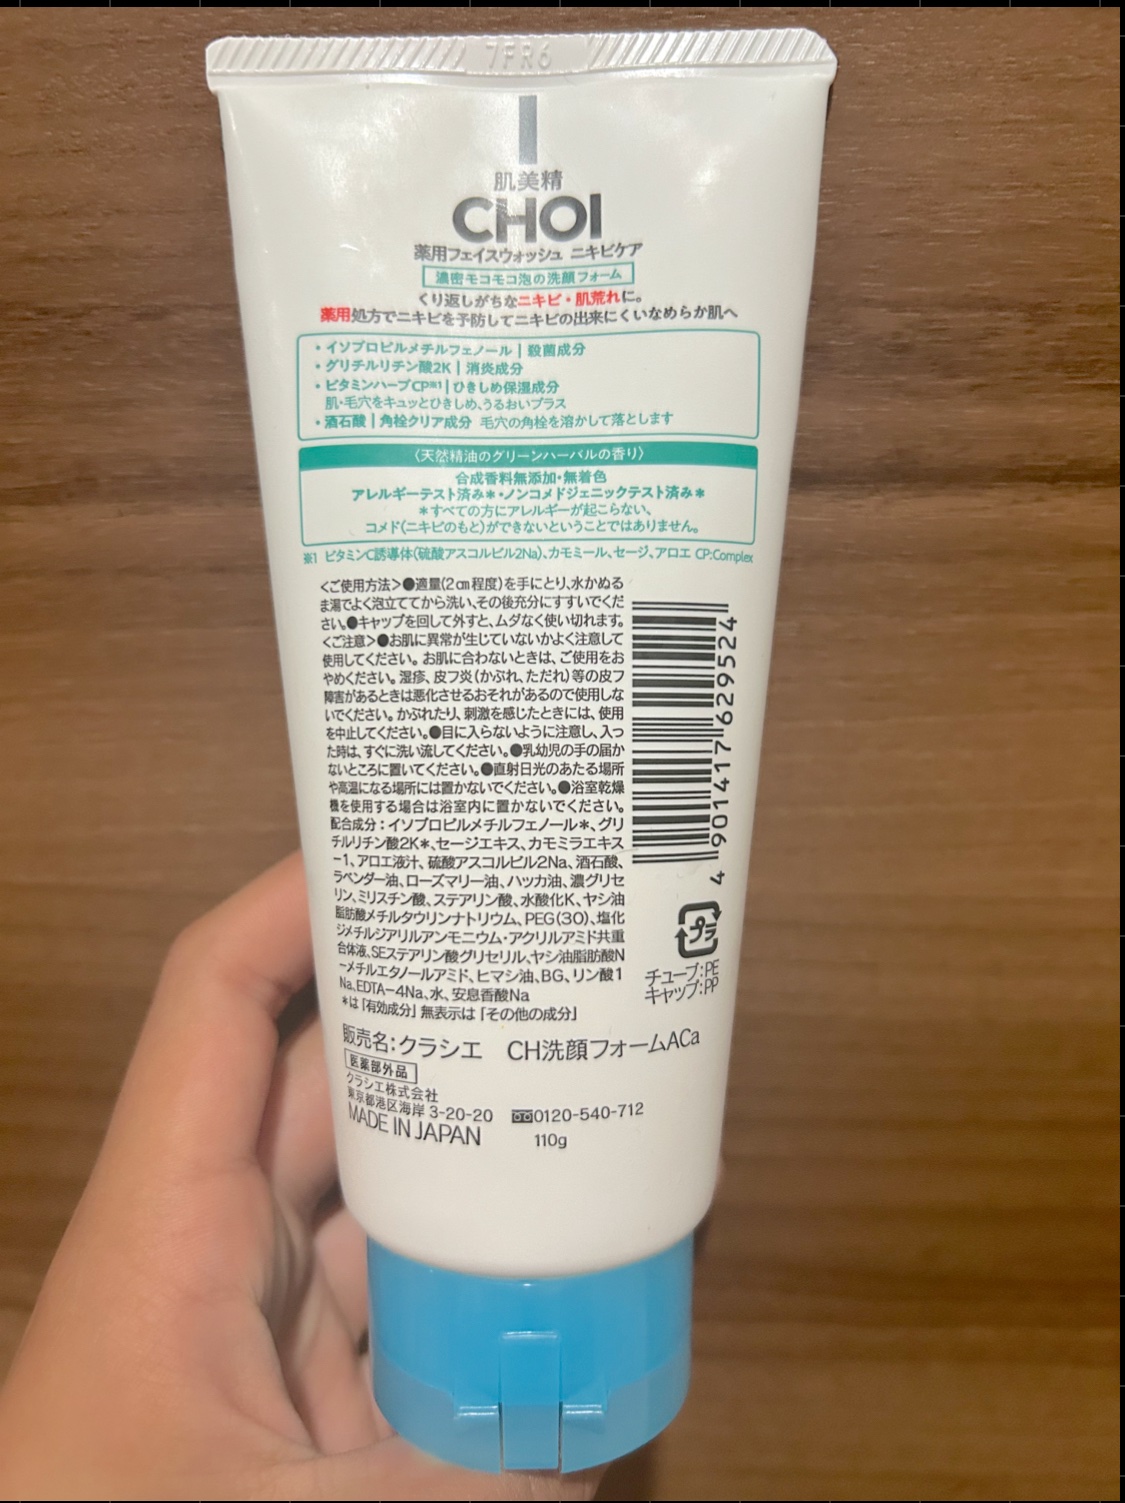 7FR6
肌美精
CHOI
薬用フェイスウォッシュ ニキビケア
濃密モコモコ泡の洗顔フォーム
くり返しがちなニキビ・肌荒れに。
薬用処方でニキビを予防してニキビの出来にくいなめらか肌へ
・イソプロピルメチルフェノール | 殺菌成分
・グリチルリチン酸2K | 消炎成分
・ビタミンハーブCP※1 | ひきしめ保湿成分
肌・毛穴をキュッとひきしめ、うるおいプラス
・酒石酸 | 角栓クリア成分 毛穴の角栓を溶かして落とします
〈天然精油のグリーンハーバルの香り〉
合成香料無添加・無着色
アレルギーテスト済み＊・ノンコメドジェニックテスト済み＊
＊すべての方にアレルギーが起こらない、
コメド(ニキビのもと)ができないということではありません。
※1 ビタミンC誘導体(硫酸アスコルビル2Na)、カモミール、セージ、アロエ CP:Complex
＜ご使用方法＞●適量(2㎝程度)を手にとり、水かぬる
ま湯でよく泡立ててから洗い、その後充分にすすいでくだ
さい。●キャップを回して外すと、ムダなく使い切れます。
＜ご注意＞●お肌に異常が生じていないかよく注意して
使用してください。お肌に合わないときは、ご使用をお
やめください。湿疹、皮フ炎(かぶれ、ただれ)等の皮フ
障害があるときは悪化させるおそれがあるので使用しな
いでください。かぶれたり、刺激を感じたときには、使用
を中止してください。●目に入らないように注意し、入っ
た時は、すぐに洗い流してください。●乳幼児の手の届か
ないところに置いてください。●直射日光のあたる場所
や高温になる場所には置かないでください。●浴室乾燥
機を使用する場合は浴室内に置かないでください。
配合成分：イソプロピルメチルフェノール＊、グリ
チルリチン酸2K＊、セージエキス、カモミラエキス
－1、アロエ液汁、硫酸アスコルビル2Na、酒石酸、
ラベンダー油、ローズマリー油、ハッカ油、濃グリセ
リン、ミリスチン酸、ステアリン酸、水酸化K、ヤシ油
脂肪酸メチルタウリンナトリウム、PEG(30)、塩化
ジメチルジアリルアンモニウム・アクリルアミド共重
合体液、SEステアリン酸グリセリル、ヤシ油脂肪酸N
－メチルエタノールアミド、ヒマシ油、BG、リン酸1
Na、EDTA－4Na、水、安息香酸Na
＊は「有効成分」無表示は「その他の成分」
4 901417 629524
プラ
チューブ:PE
キャップ:PP
販売名：クラシエ CH洗顔フォームACa
医薬部外品
クラシエ株式会社
東京都港区海岸 3-20-20 0120-540-712
MADE IN JAPAN 110g